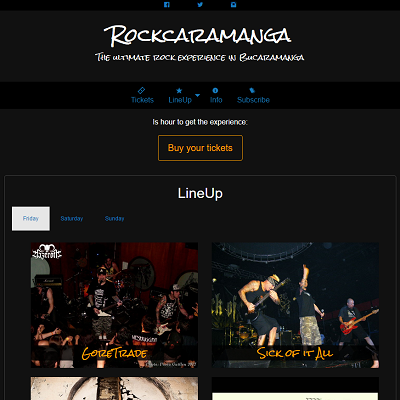 Rockcaramanga
The ultimate rock experience in Bucaramanga
Tickets LineUp Info Subscribe
Is hour to get the experience:
Buy your tickets
LineUp
Friday Saturday Sunday
GoreTrade
Sick of it All